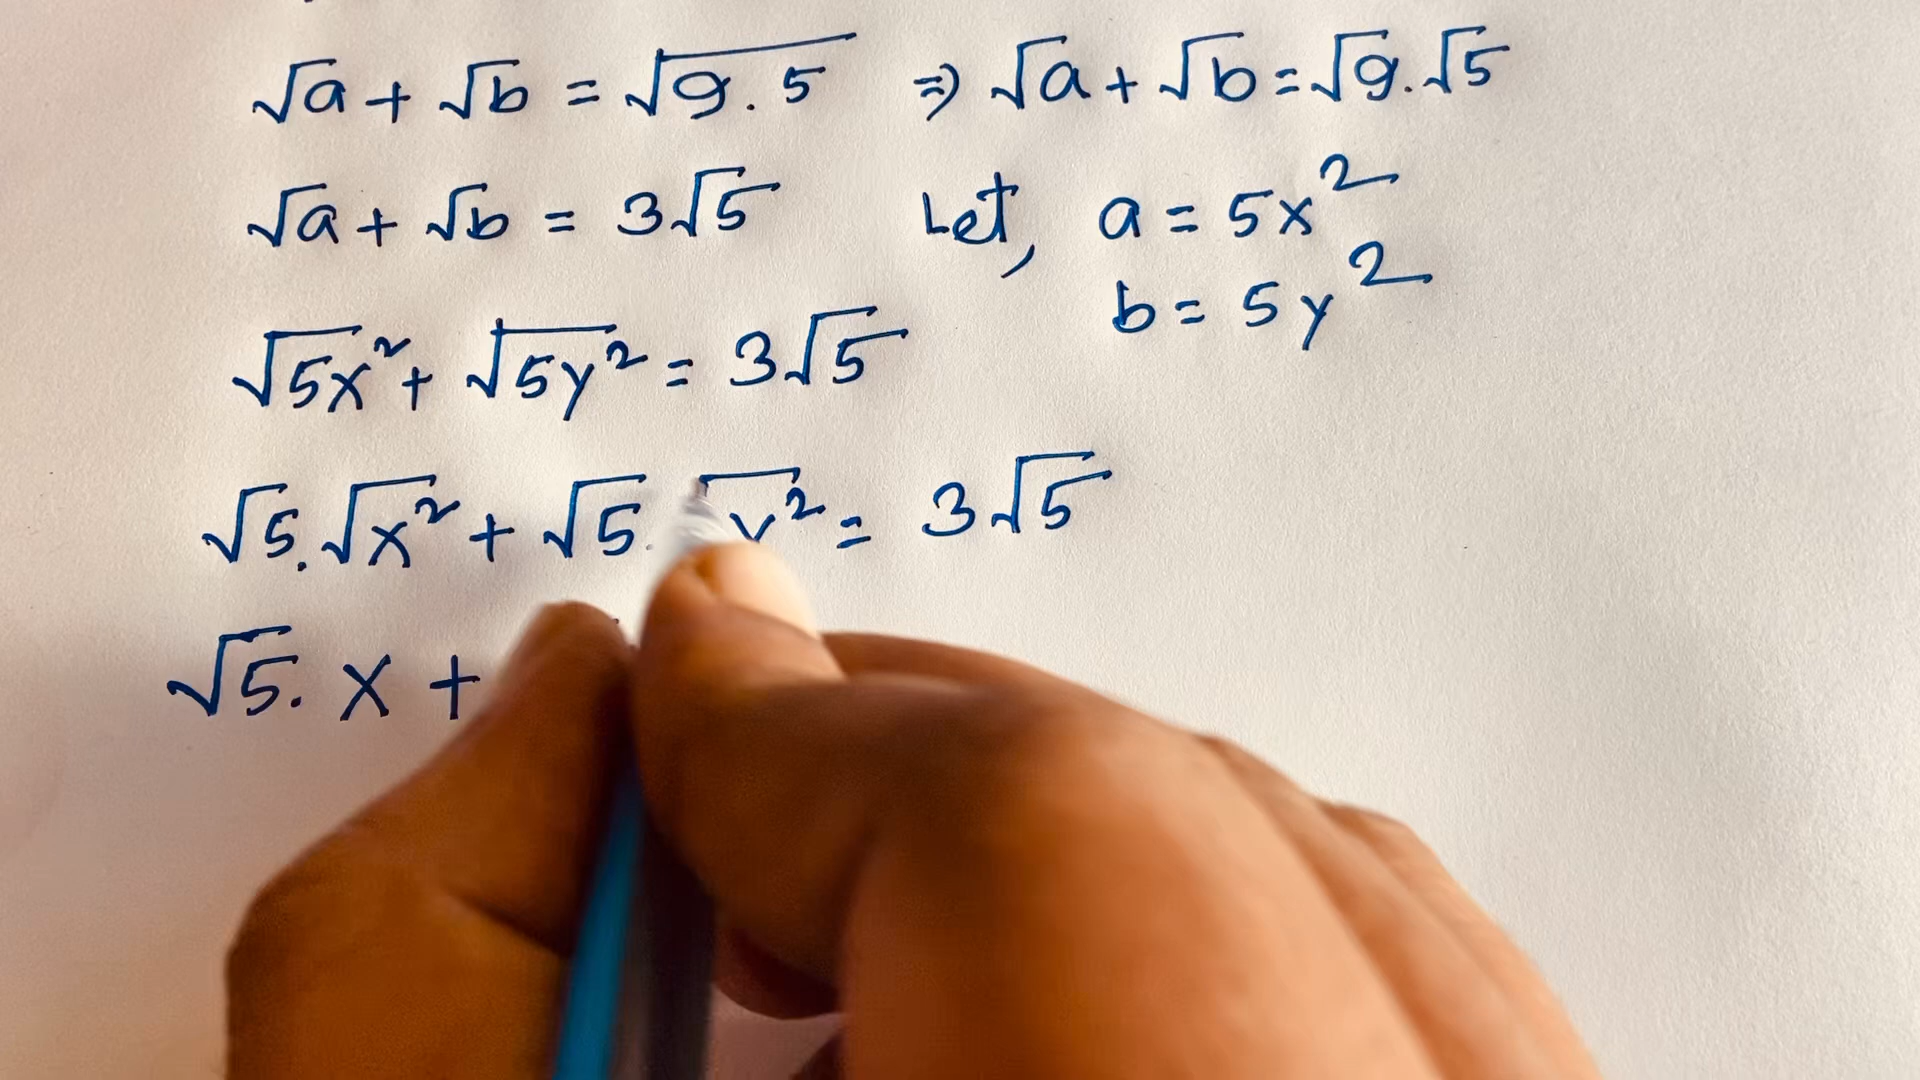 √a + √b = √9.5 ⇒ √a + √b = √9.√5
√a + √b = 3√5 Let, a = 5x²
b = 5y²
√5x² + √5y² = 3√5
√5.√x² + √5.√y² = 3√5
√5. x +